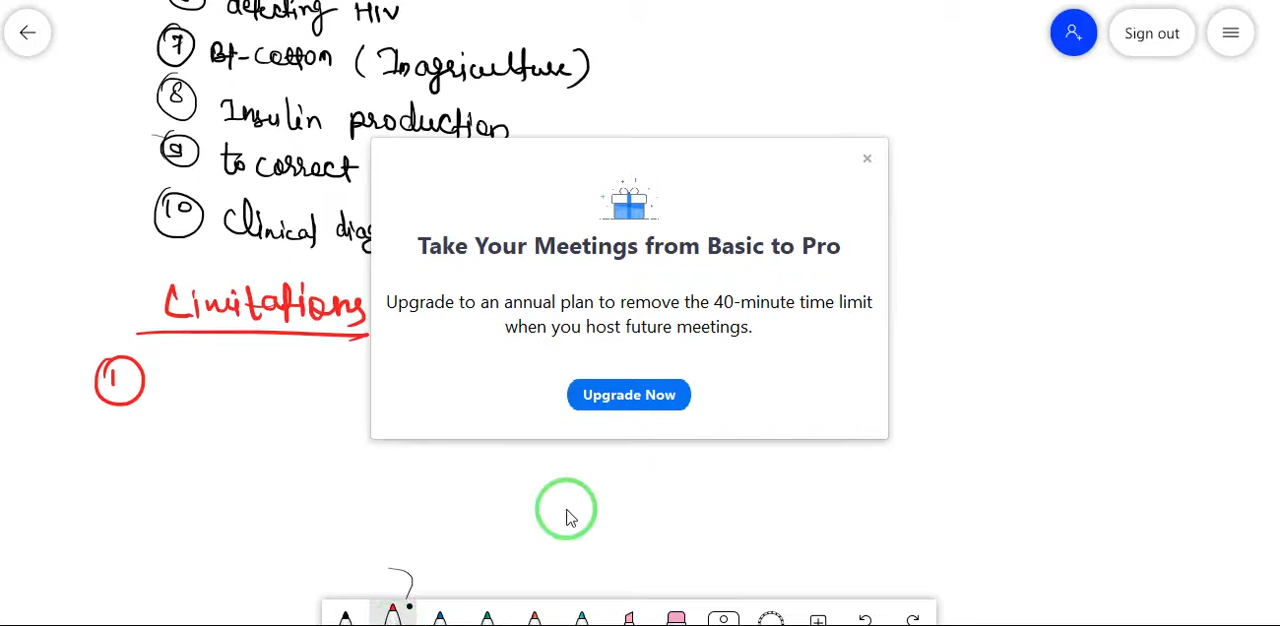 detecting HIV
Sign out
7 Bt-cotton (In agriculture)
8 Insulin production
9 to correct
10 Clinical diag
×
Take Your Meetings from Basic to Pro
Limitations
Upgrade to an annual plan to remove the 40-minute time limit
when you host future meetings.
1
Upgrade Now